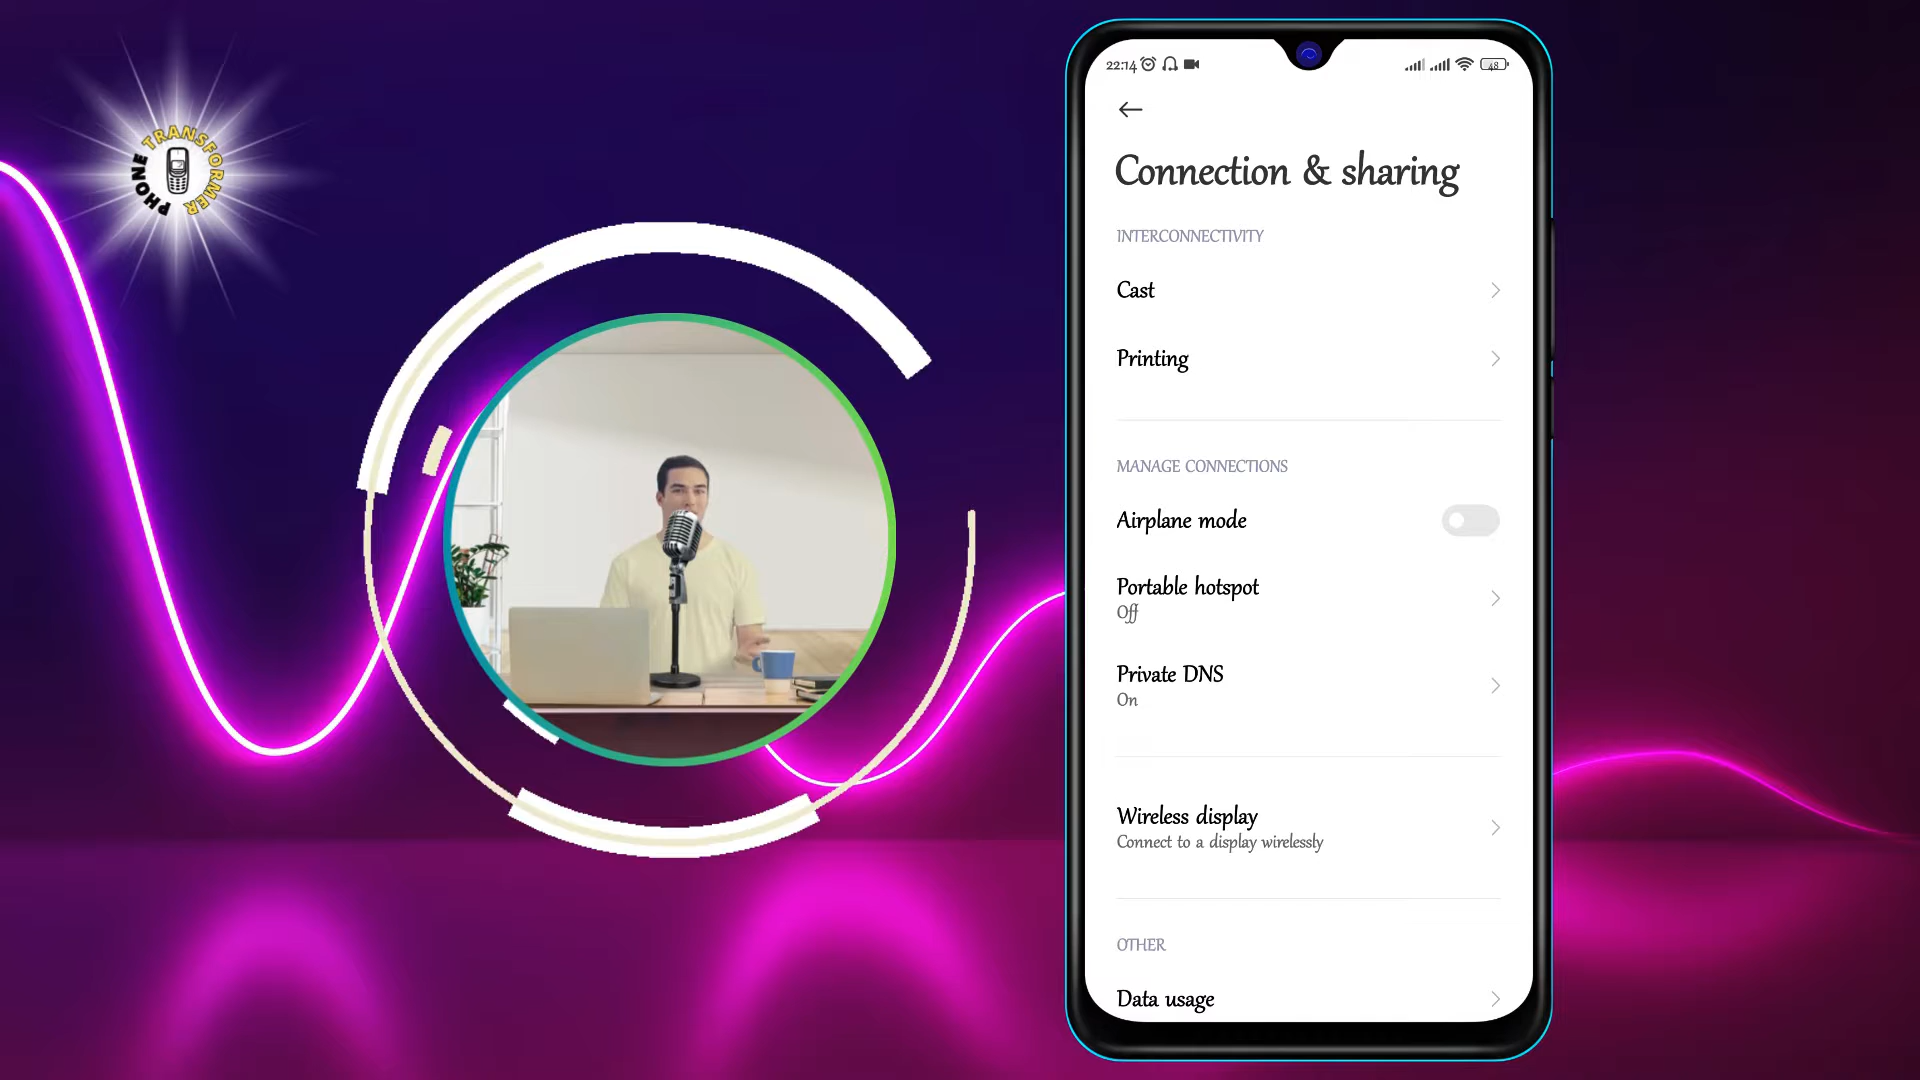 PHONE TRANSFORMER
22:14
48
Connection & sharing
INTERCONNECTIVITY
Cast
Printing
MANAGE CONNECTIONS
Airplane mode
Portable hotspot
Off
Private DNS
On
Wireless display
Connect to a display wirelessly
OTHER
Data usage